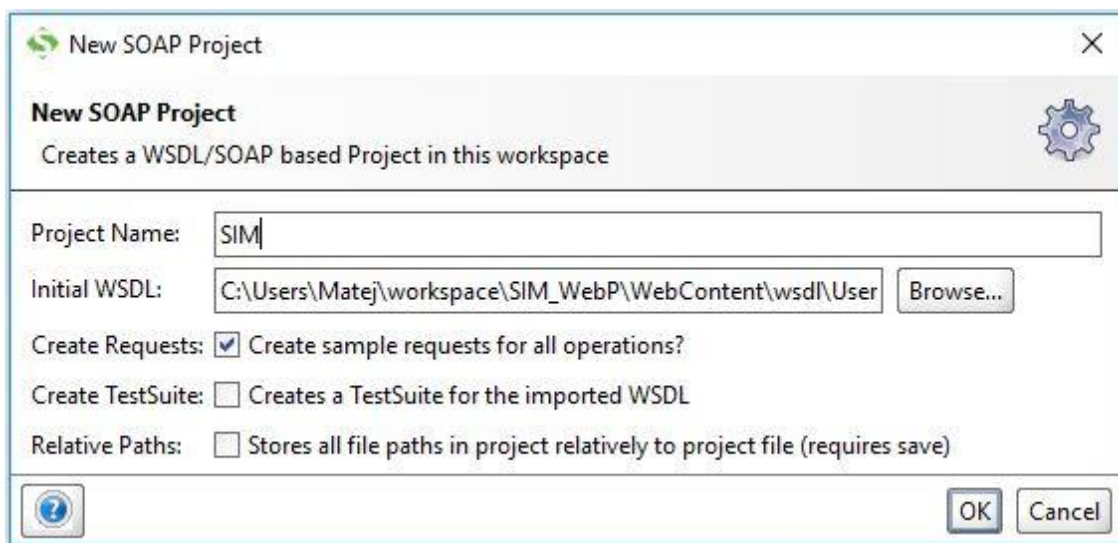 New SOAP Project
New SOAP Project
Creates a WSDL/SOAP based Project in this workspace
Project Name: SIM
Initial WSDL: C:\Users\Matej\workspace\SIM_WebP\WebContent\wsdl\User Browse...
Create Requests: Create sample requests for all operations?
Create TestSuite: Creates a TestSuite for the imported WSDL
Relative Paths: Stores all file paths in project relatively to project file (requires save)
? OK Cancel